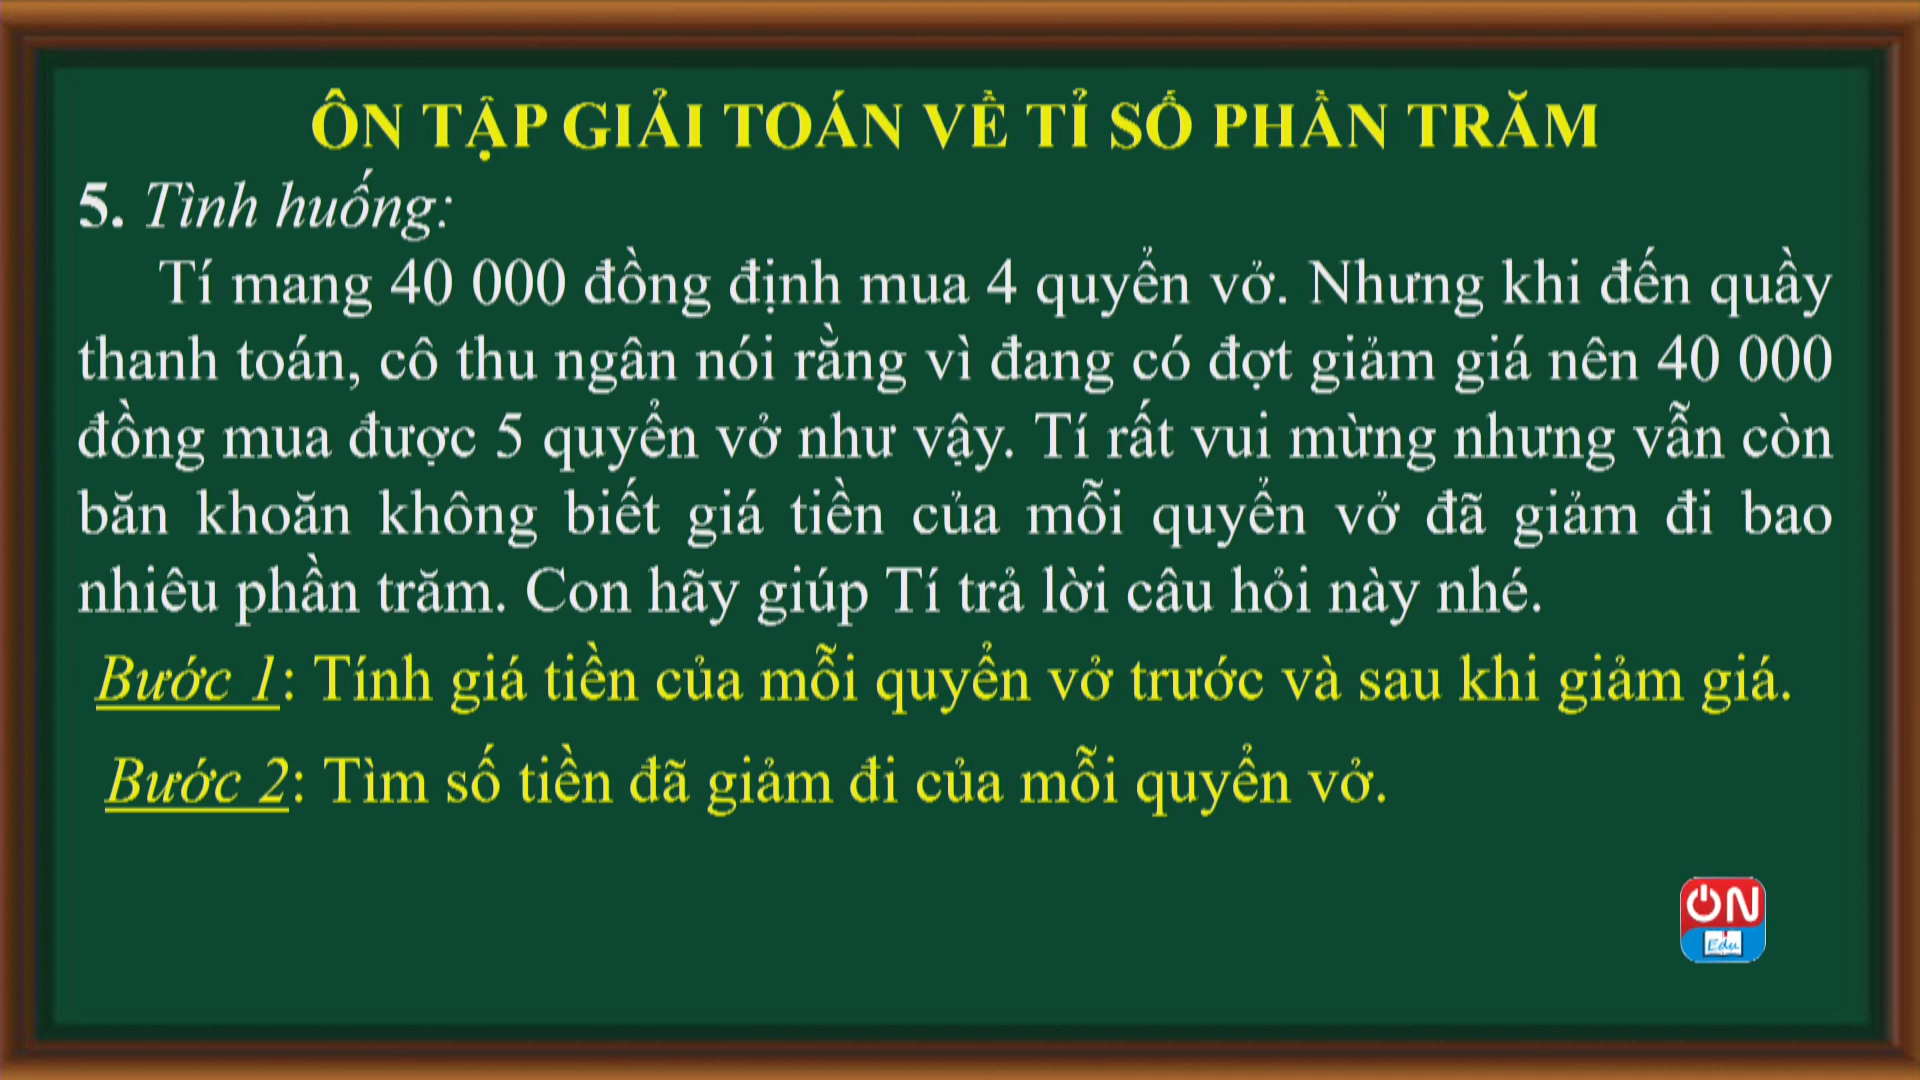 ÔN TẬP GIẢI TOÁN VỀ TỈ SỐ PHẦN TRĂM
5. Tình huống:
Tí mang 40 000 đồng định mua 4 quyển vở. Nhưng khi đến quầy
thanh toán, cô thu ngân nói rằng vì đang có đợt giảm giá nên 40 000
đồng mua được 5 quyển vở như vậy. Tí rất vui mừng nhưng vẫn còn
băn khoăn không biết giá tiền của mỗi quyển vở đã giảm đi bao
nhiêu phần trăm. Con hãy giúp Tí trả lời câu hỏi này nhé.
Bước 1: Tính giá tiền của mỗi quyển vở trước và sau khi giảm giá.
Bước 2: Tìm số tiền đã giảm đi của mỗi quyển vở.
ON
Edu